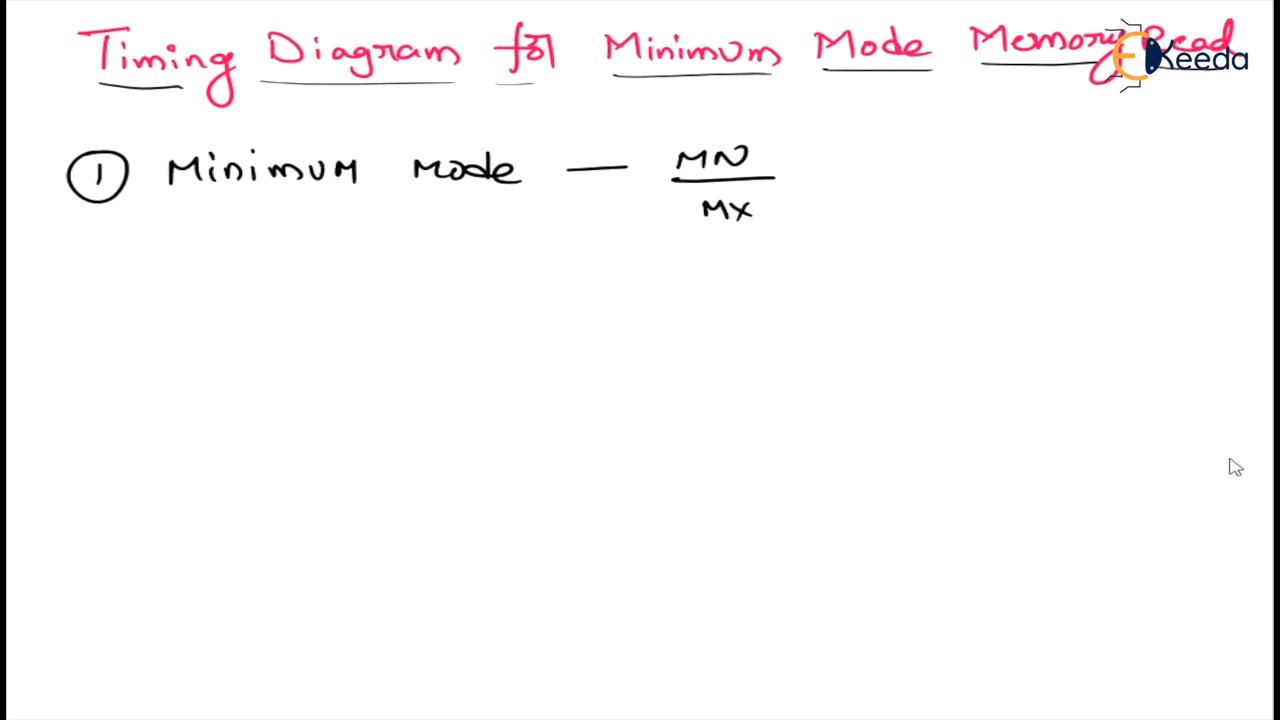 Timing Diagram for Minimum Mode Memory Read
Ekeeda
① Minimum Mode — MN
MX